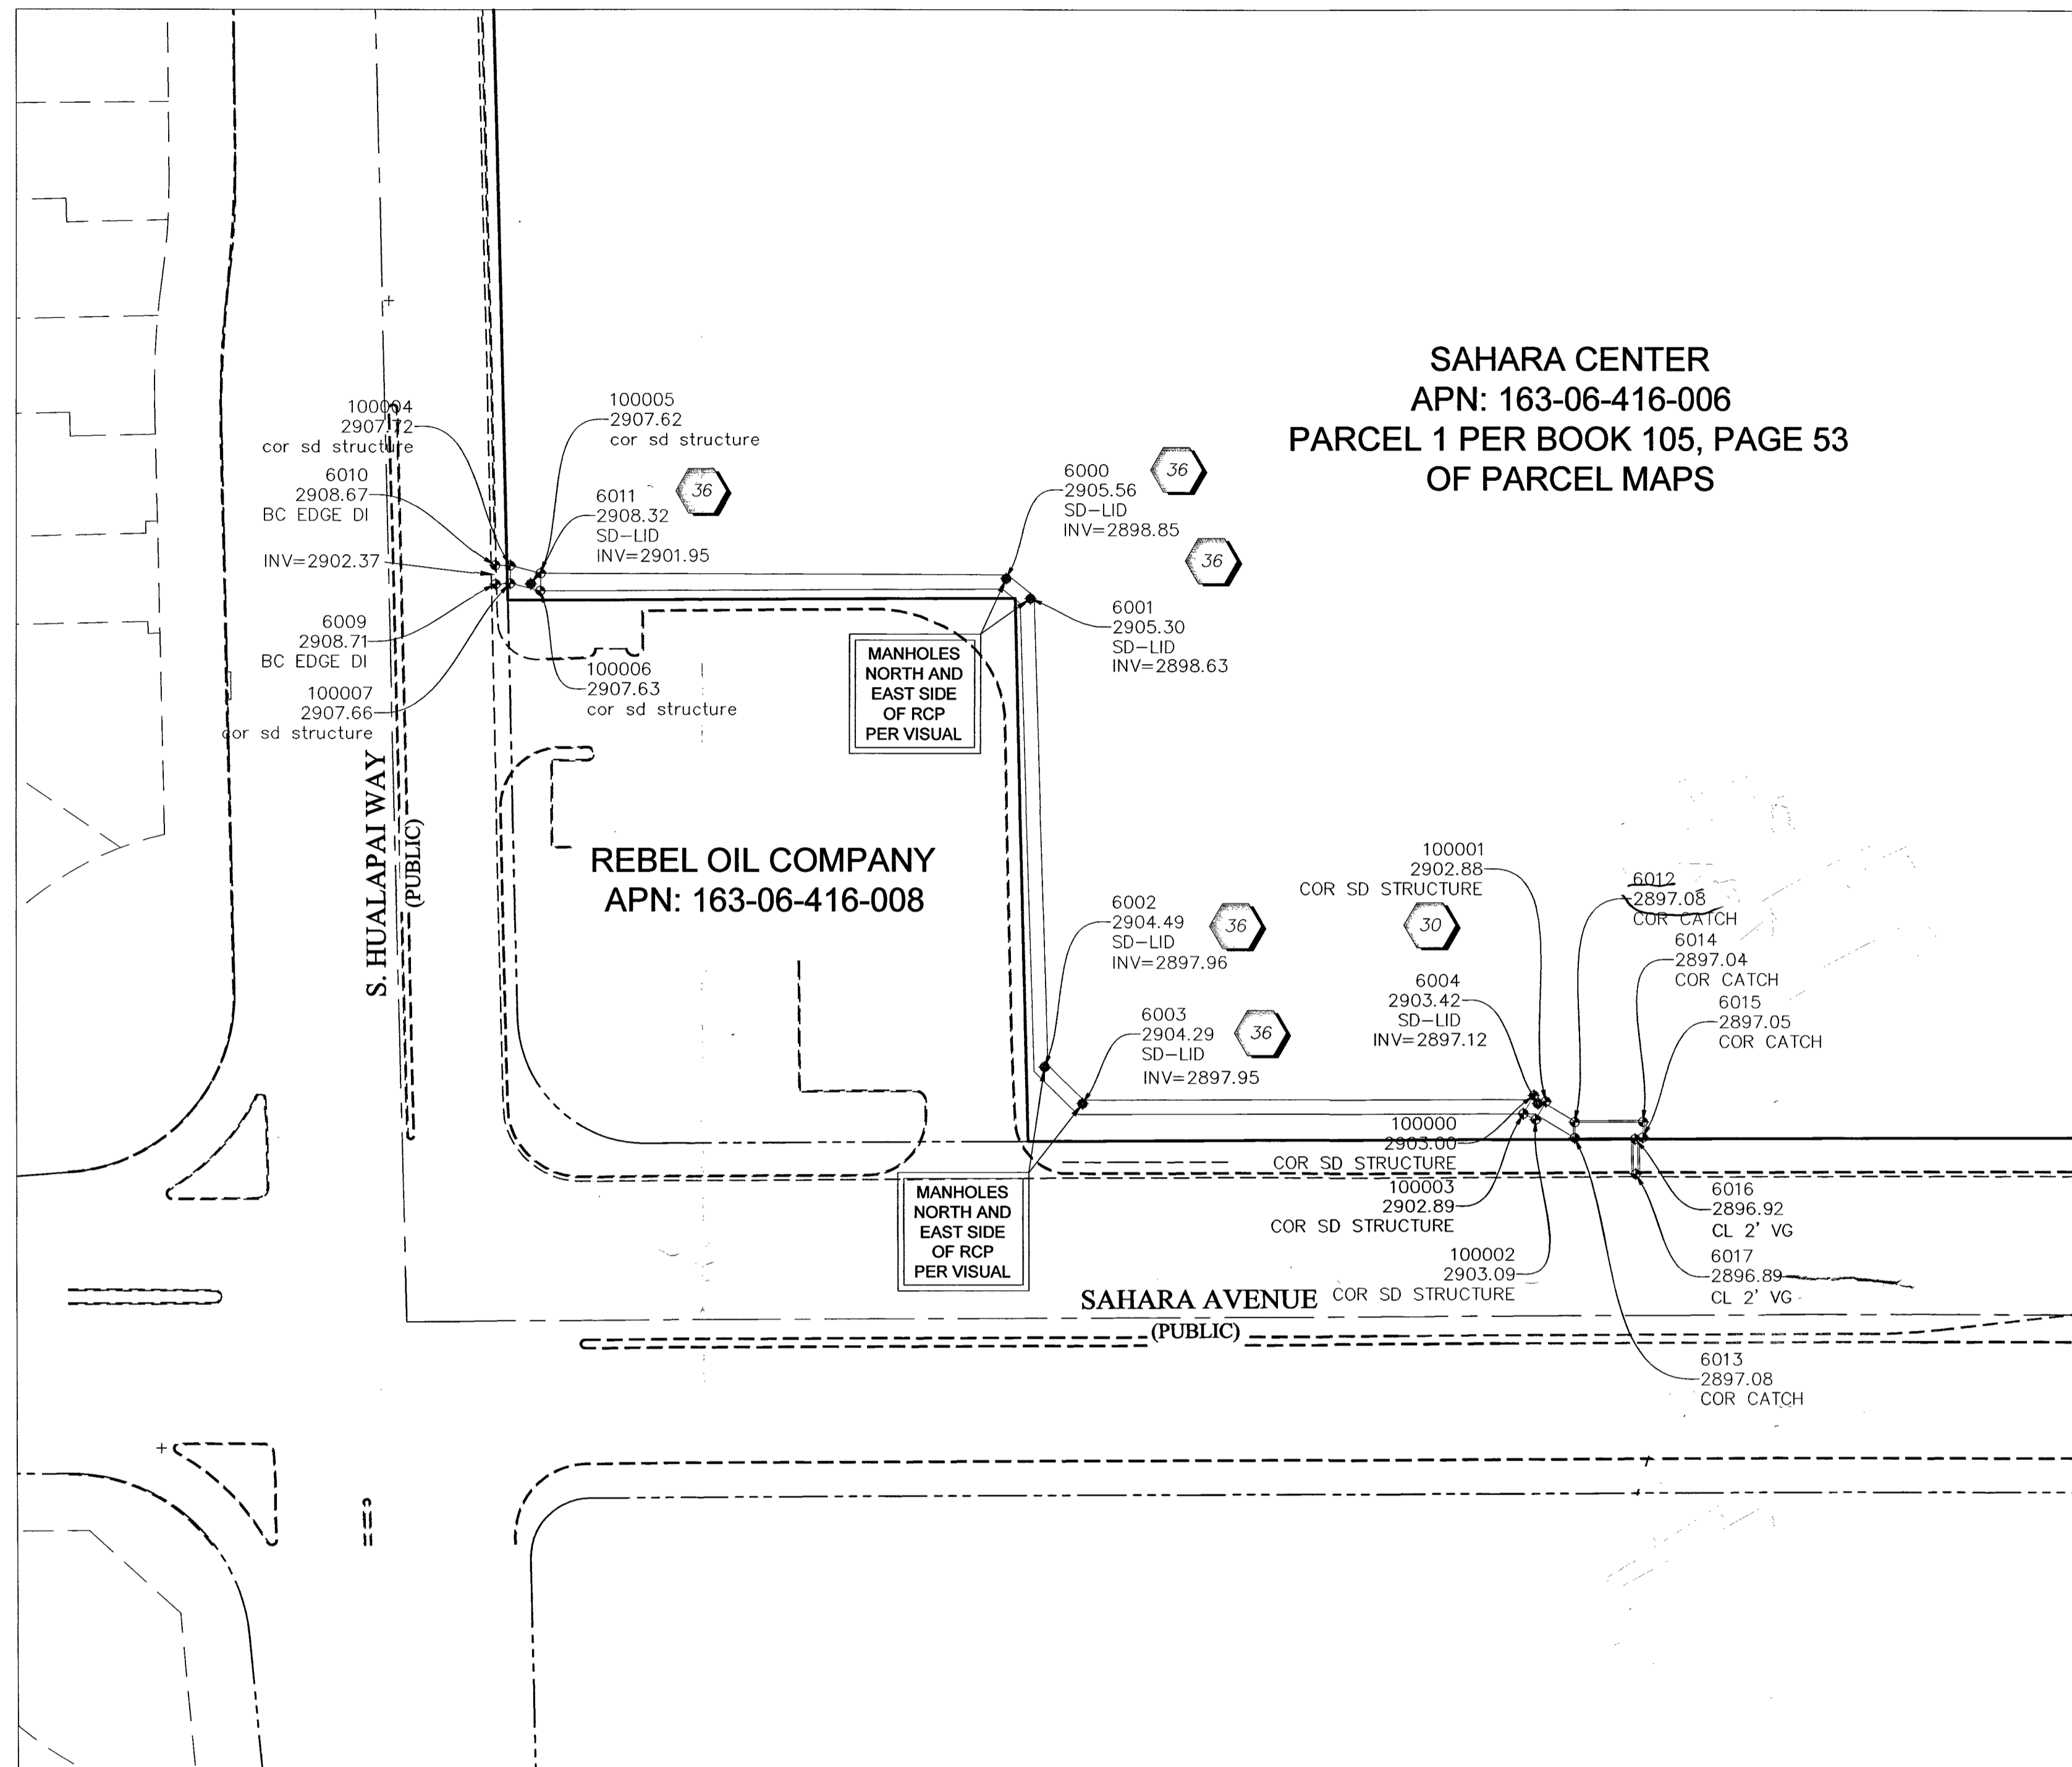 SAHARA CENTER
APN: 163-06-416-006
PARCEL 1 PER BOOK 105, PAGE 53
OF PARCEL MAPS
100004
2907.72
cor sd structure
100005
2907.62
cor sd structure
6010
2908.67
BC EDGE DI
6011
2908.32
SD-LID
INV=2901.95
36
6000
2905.56
SD-LID
INV=2898.85
36
36
INV=2902.37
6009
2908.71
BC EDGE DI
6001
2905.30
SD-LID
INV=2898.63
MANHOLES
NORTH AND
EAST SIDE
OF RCP
PER VISUAL
100006
2907.63
cor sd structure
100007
2907.66
cor sd structure
S. HUALAPAI WAY
(PUBLIC)
REBEL OIL COMPANY
APN: 163-06-416-008
100001
2902.88
COR SD STRUCTURE
6012
2897.08
COR CATCH
6002
2904.49
SD-LID
INV=2897.96
36
30
6014
2897.04
COR CATCH
6004
2903.42
SD-LID
INV=2897.12
6015
2897.05
COR CATCH
6003
2904.29
SD-LID
INV=2897.95
36
100000
2903.00
COR SD STRUCTURE
100003
2902.89
COR SD STRUCTURE
MANHOLES
NORTH AND
EAST SIDE
OF RCP
PER VISUAL
6016
2896.92
CL 2' VG
100002
2903.09
COR SD STRUCTURE
6017
2896.89
CL 2' VG
SAHARA AVENUE
(PUBLIC)
6013
2897.08
COR CATCH